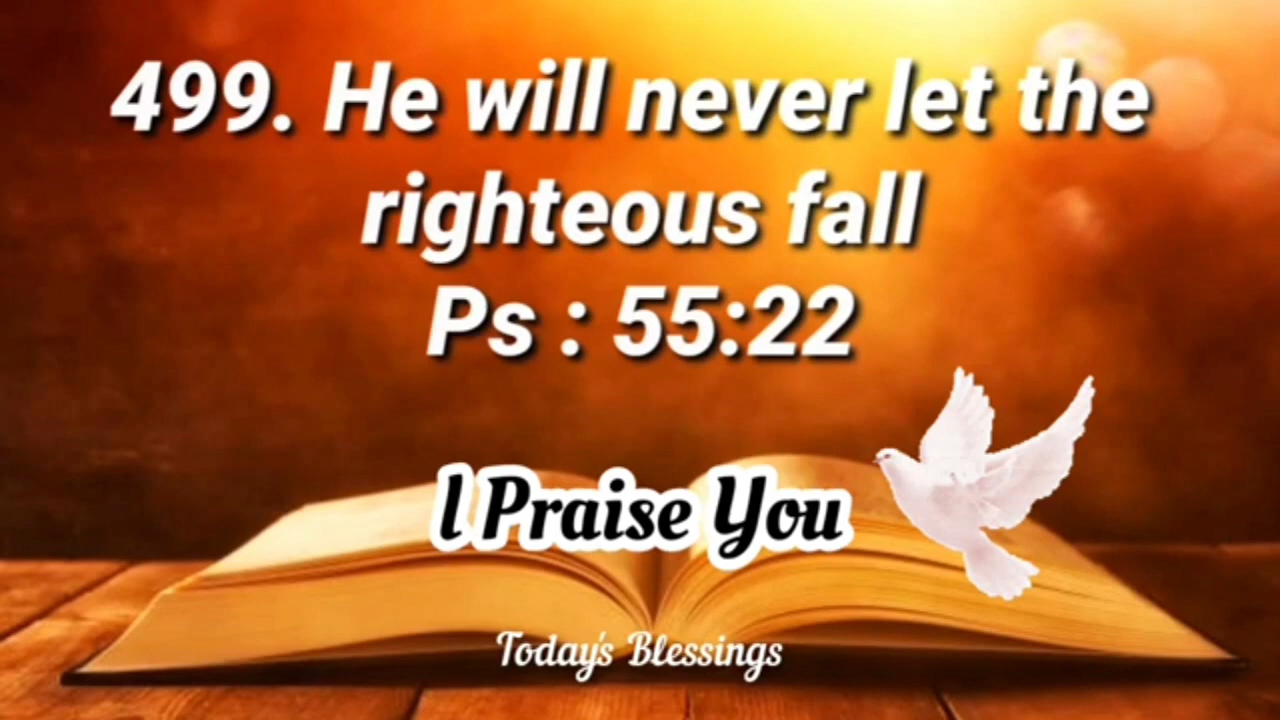 499. He will never let the
righteous fall
Ps : 55:22
I Praise You
Today's Blessings